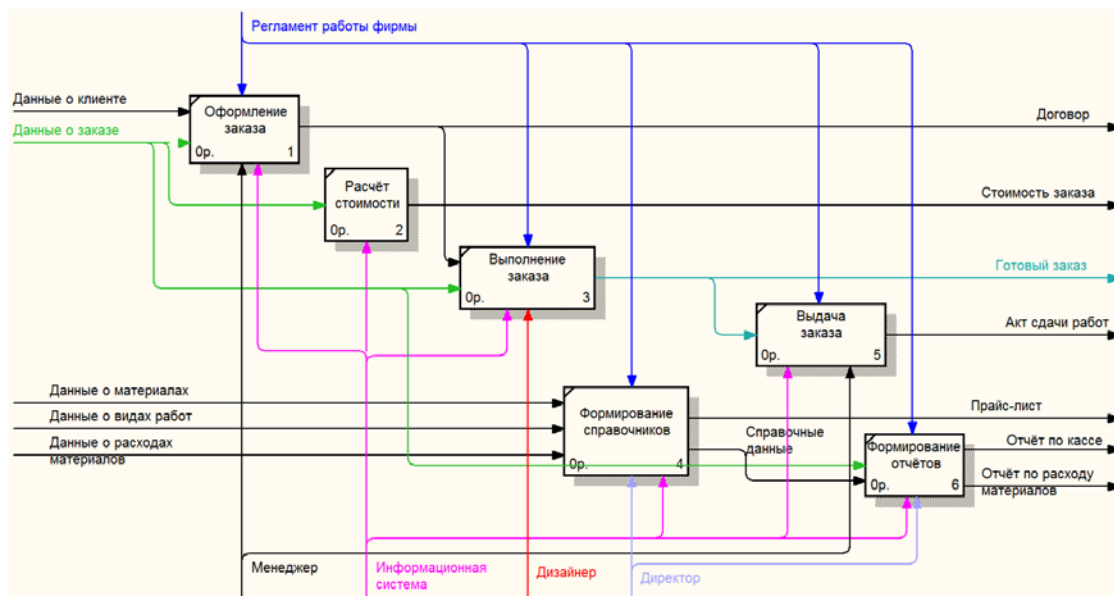 Регламент работы фирмы
Данные о клиенте
Оформление
заказа
0р. 1
Договор
Данные о заказе
Расчёт
стоимости
0р. 2
Стоимость заказа
Выполнение
заказа
0р. 3
Готовый заказ
Выдача
заказа
0р. 5
Акт сдачи работ
Данные о материалах
Данные о видах работ
Данные о расходах
материалов
Формирование
справочников
0р. 4
Прайс-лист
Справочные
данные
Формирование
отчётов
0р. 6
Отчёт по кассе
Отчёт по расходу
материалов
Менеджер
Информационная
система
Дизайнер
Директор